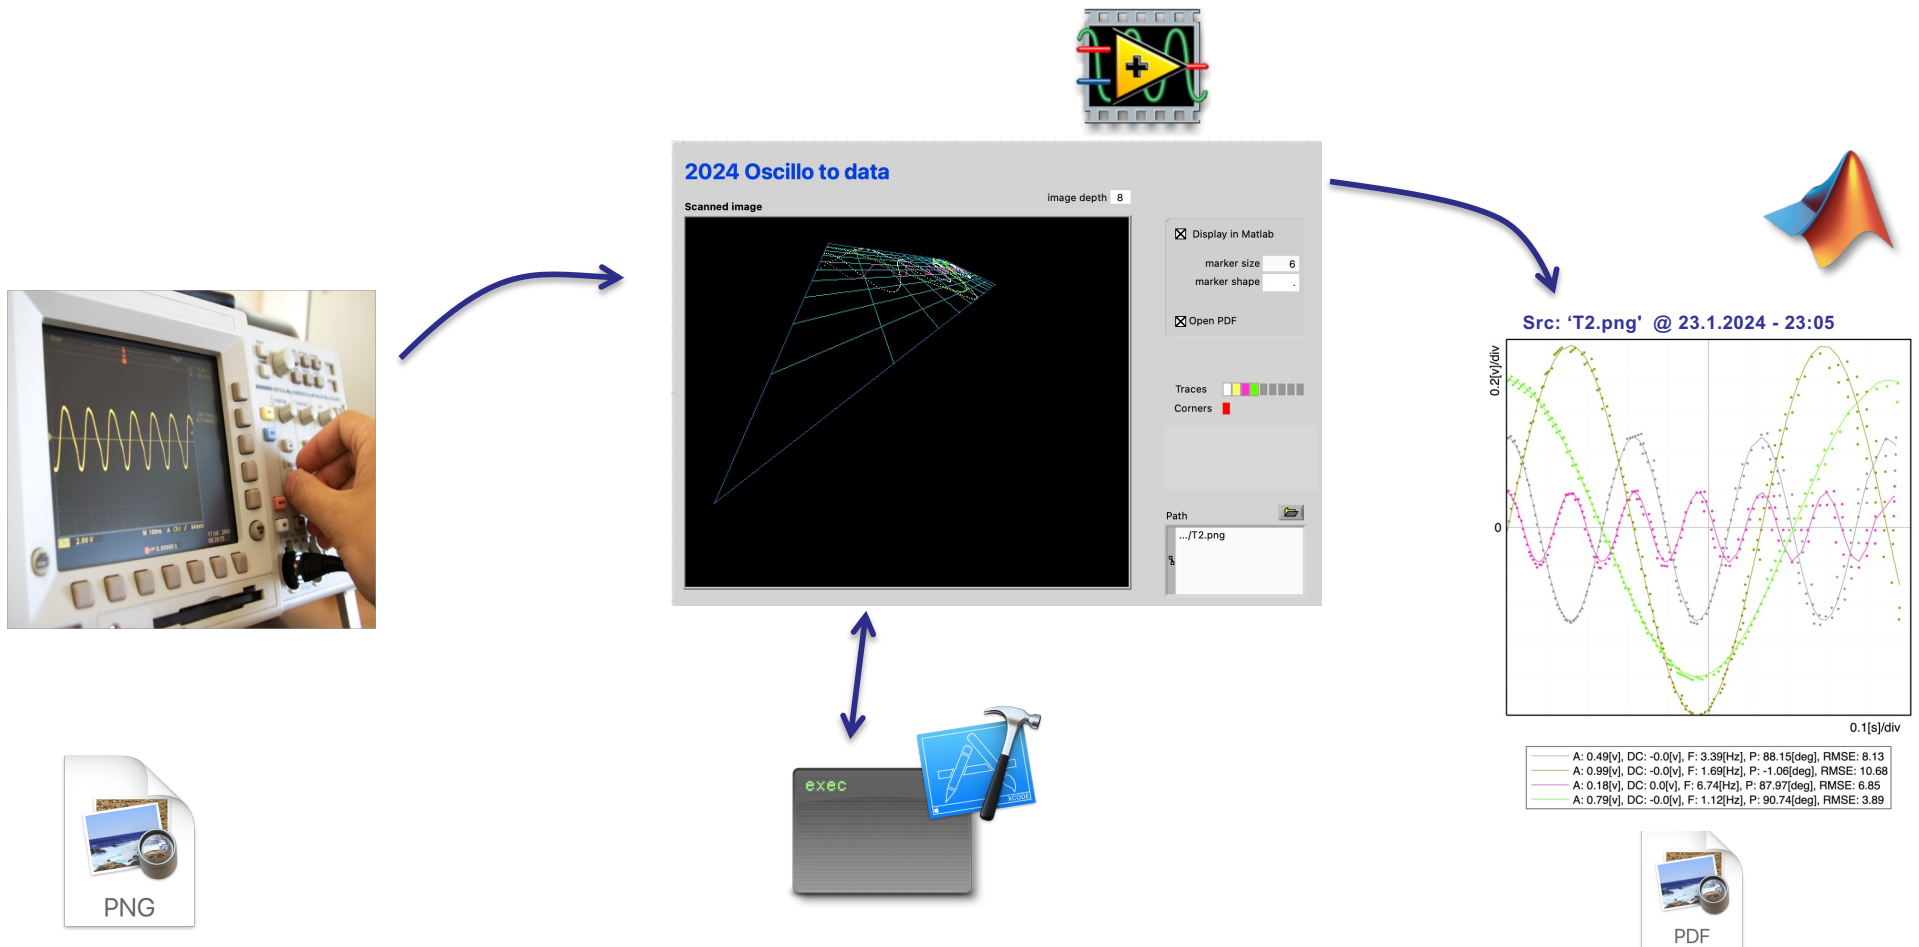 2024 Oscillo to data
image depth 8
Scanned image
Display in Matlab
marker size 6
marker shape .
Open PDF
Traces
Corners
Path
.../T2.png
2.00 V
exec
XCODE
PNG
Src: ‘T2.png' @ 23.1.2024 - 23:05
0.2[v]/div
0
0.1[s]/div
A: 0.49[v], DC: -0.0[v], F: 3.39[Hz], P: 88.15[deg], RMSE: 8.13
A: 0.99[v], DC: -0.0[v], F: 1.69[Hz], P: -1.06[deg], RMSE: 10.68
A: 0.18[v], DC: 0.0[v], F: 6.74[Hz], P: 87.97[deg], RMSE: 6.85
A: 0.79[v], DC: -0.0[v], F: 1.12[Hz], P: 90.74[deg], RMSE: 3.89
PDF